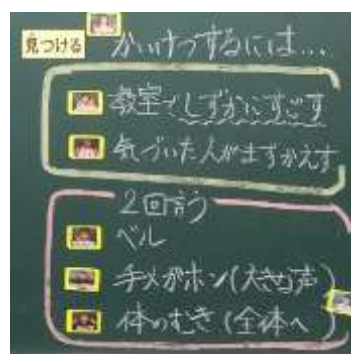 見つける
かいけつするには...
教室でしずかにすごす
気づいた人がまずかえす
2回言う
ベル
手メガホン(大きな声)
体のむき(全体へ)